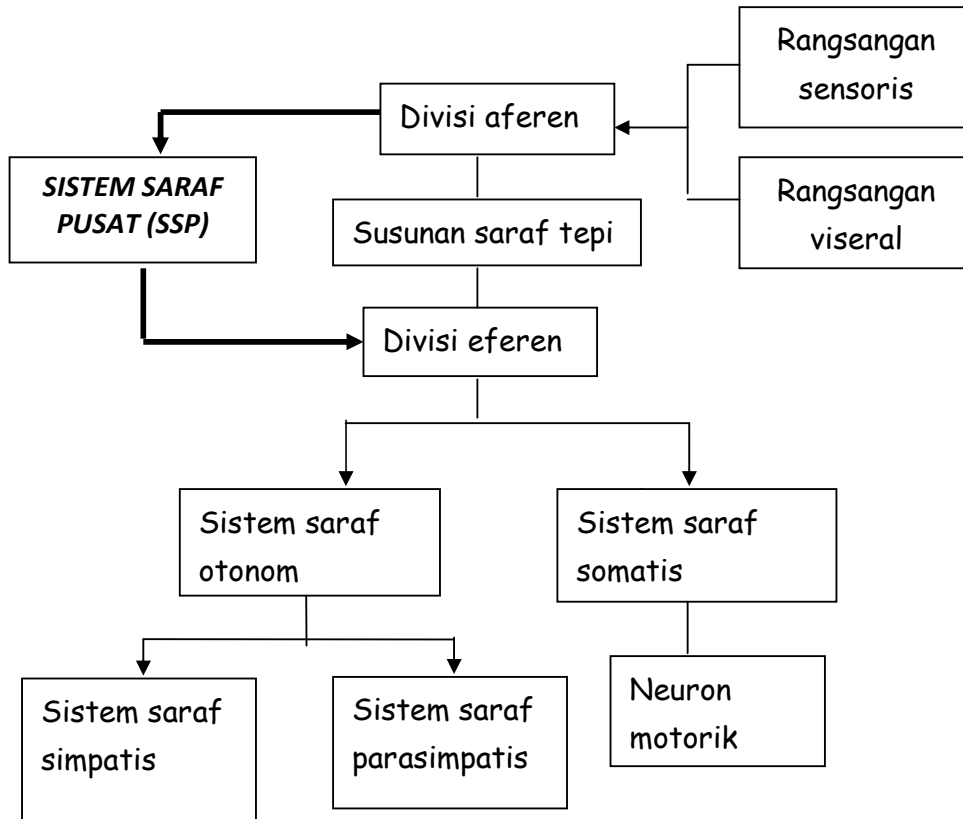 Rangsangan
sensoris
Divisi aferen
SISTEM SARAF
PUSAT (SSP)
Rangsangan
viseral
Susunan saraf tepi
Divisi eferen
Sistem saraf
otonom
Sistem saraf
somatis
Sistem saraf
simpatis
Sistem saraf
parasimpatis
Neuron
motorik